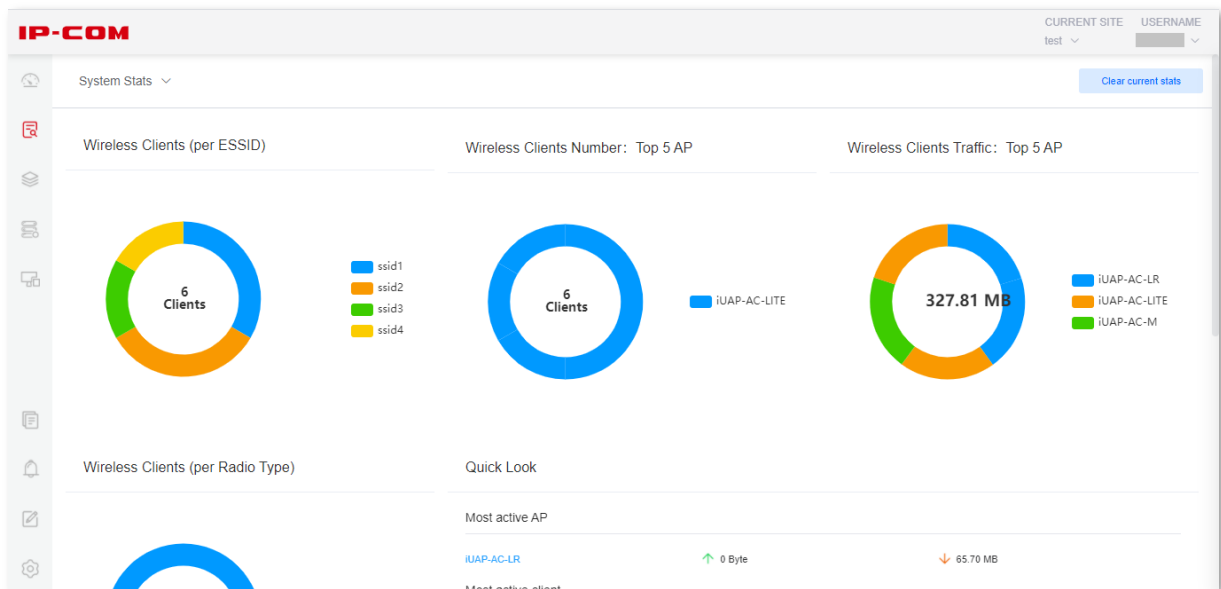 IP-COM
CURRENT SITE USERNAME
test
System Stats
Clear current stats
Wireless Clients (per ESSID)
Wireless Clients Number: Top 5 AP
Wireless Clients Traffic: Top 5 AP
6
Clients
ssid1
ssid2
ssid3
ssid4
6
Clients
iUAP-AC-LITE
327.81 MB
iUAP-AC-LR
iUAP-AC-LITE
iUAP-AC-M
Wireless Clients (per Radio Type)
Quick Look
Most active AP
iUAP-AC-LR 0 Byte 65.70 MB
Most active client